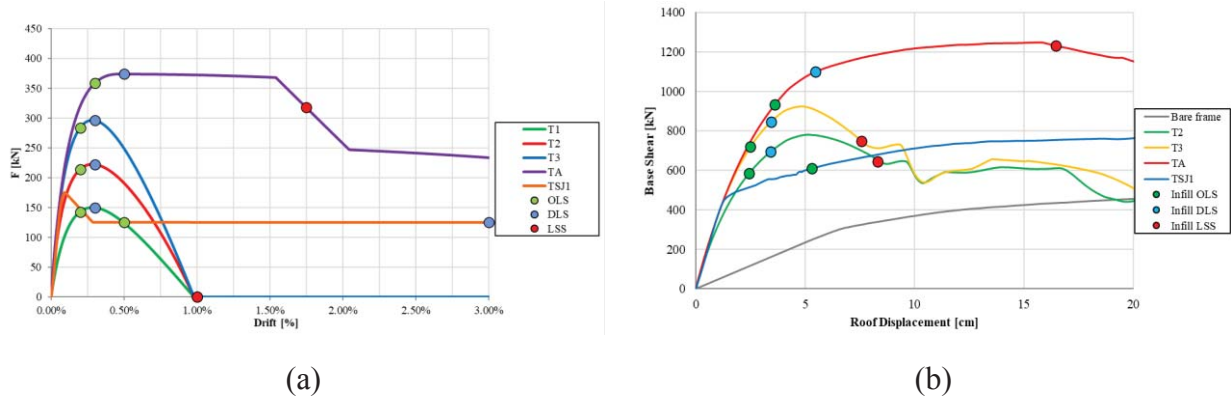 450
400
350
300
250
200
150
100
50
0
F [kN]
0.00%
0.50%
1.00%
1.50%
2.00%
2.50%
3.00%
Drift [%]
T1
T2
T3
TA
TSJ1
OLS
DLS
LSS
(a)
1400
1200
1000
800
600
400
200
0
Base Shear [kN]
0
5
10
15
20
Roof Displacement [cm]
Bare frame
T2
T3
TA
TSJ1
Infill OLS
Infill DLS
Infill LSS
(b)